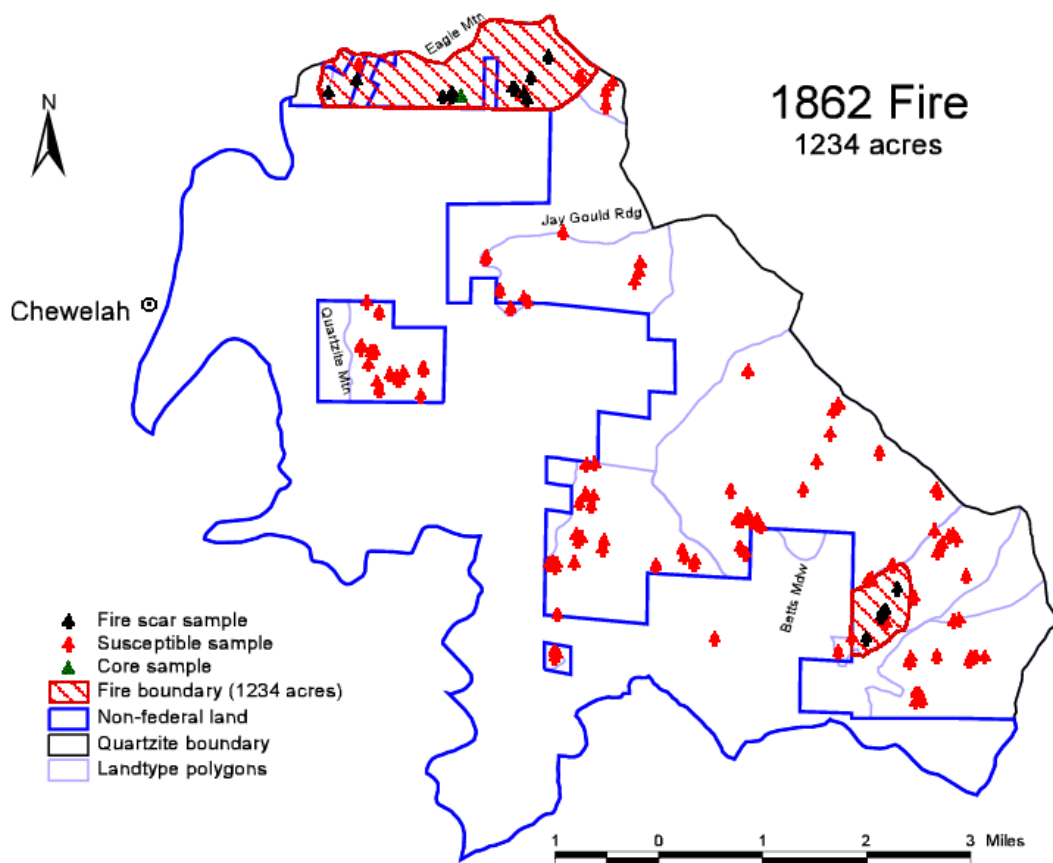 Eagle Mtn
N
1862 Fire
1234 acres
Jay Gould Rdg
Chewelah
Quartzite Mtn
Betts Mdw
Fire scar sample
Susceptible sample
Core sample
Fire boundary (1234 acres)
Non-federal land
Quartzite boundary
Landtype polygons
1 0 1 2 3 Miles